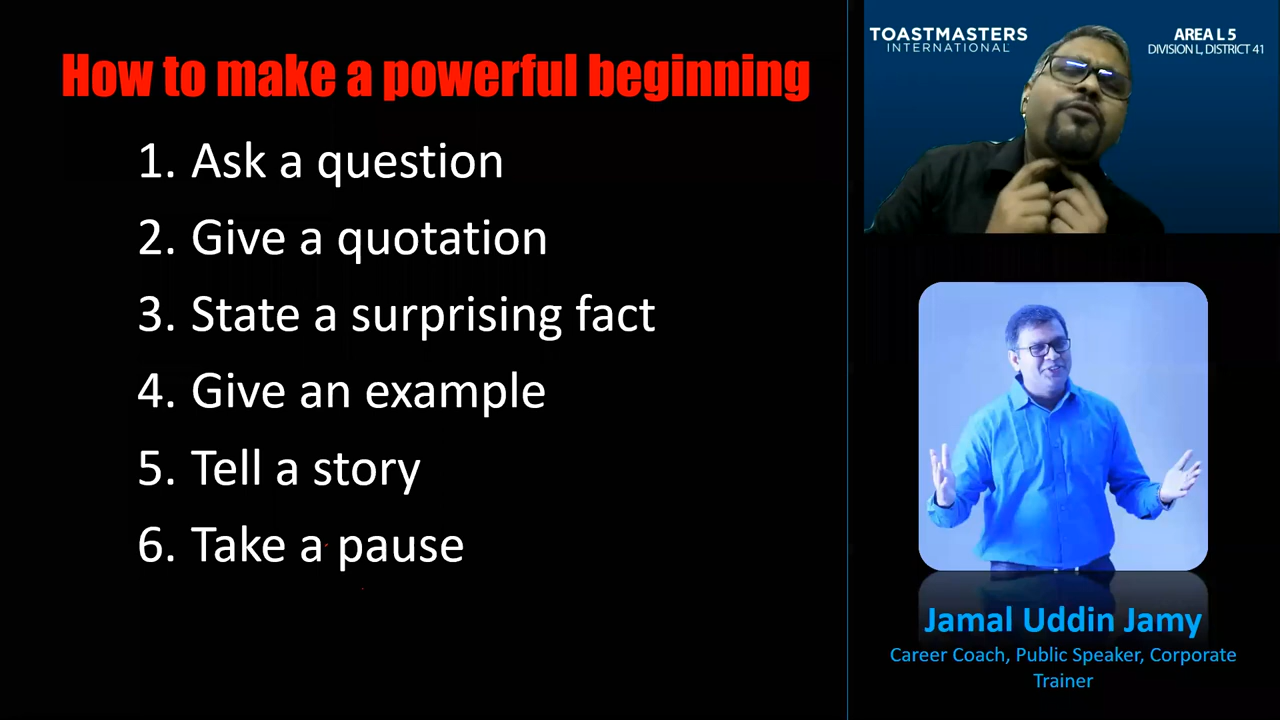 How to make a powerful beginning
1. Ask a question
2. Give a quotation
3. State a surprising fact
4. Give an example
5. Tell a story
6. Take a pause
TOASTMASTERS
INTERNATIONAL
AREA L 5
DIVISION L, DISTRICT 41
Jamal Uddin Jamy
Career Coach, Public Speaker, Corporate
Trainer